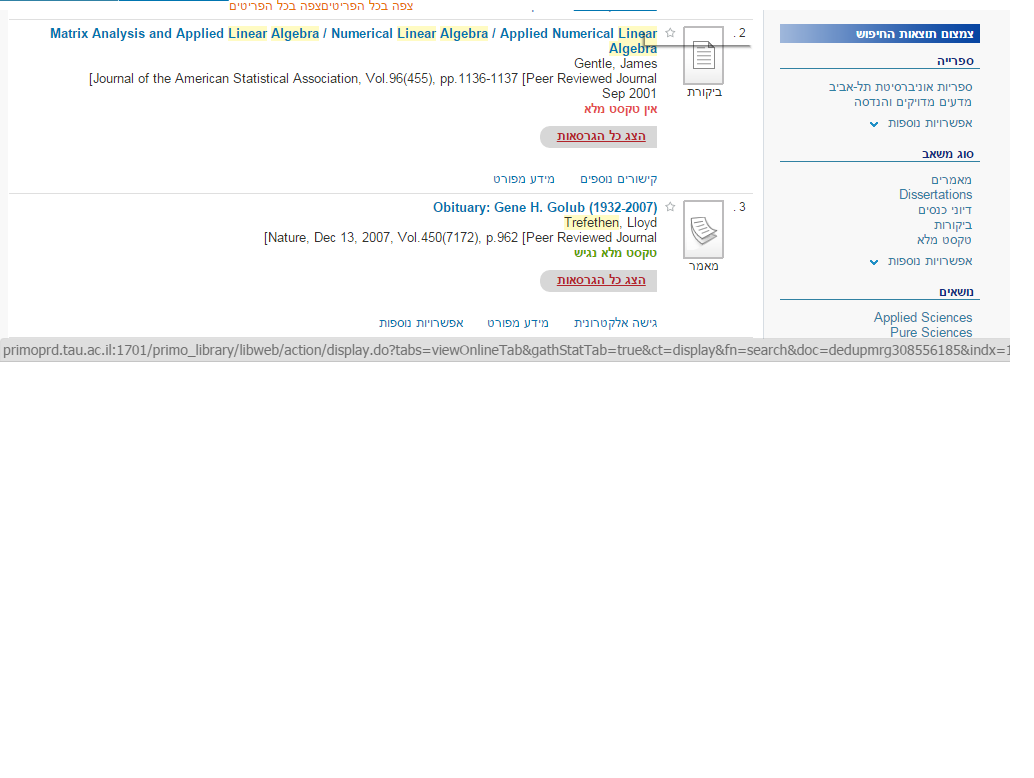 צפה בכל הפריטיםצפה בכל הפריטים
2 .
Matrix Analysis and Applied Linear Algebra / Numerical Linear Algebra / Applied Numerical Linear
Algebra
Gentle, James
[Journal of the American Statistical Association, Vol.96(455), pp.1136-1137 [Peer Reviewed Journal
Sep 2001
אין טקסט מלא
ביקורת
הצג כל הגרסאות
קישורים נוספים מידע מפורט
3 .
Obituary: Gene H. Golub (1932-2007)
Trefethen, Lloyd
[Nature, Dec 13, 2007, Vol.450(7172), p.962 [Peer Reviewed Journal
טקסט מלא נגיש
מאמר
הצג כל הגרסאות
גישה אלקטרונית מידע מפורט אפשרויות נוספות
צמצום תוצאות החיפוש
ספרייה
ספריות אוניברסיטת תל-אביב
מדעים מדויקים והנדסה
אפשרויות נוספות
סוג משאב
מאמרים
Dissertations
דיוני כנסים
ביקורות
טקסט מלא
אפשרויות נוספות
נושאים
Applied Sciences
Pure Sciences
primoprd.tau.ac.il:1701/primo_library/libweb/action/display.do?tabs=viewOnlineTab&gathStatTab=true&ct=display&fn=search&doc=dedupmrg308556185&indx=1